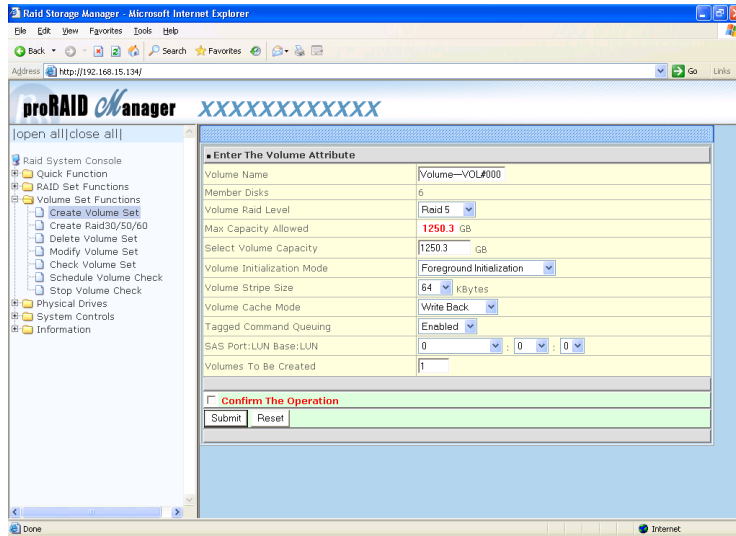 Raid Storage Manager - Microsoft Internet Explorer
File Edit View Favorites Tools Help
Back Search Favorites
Address http://192.168.15.134/ Go Links
proRAID Manager XXXXXXXXXXXX
|open all|close all|
Raid System Console
Quick Function
RAID Set Functions
Volume Set Functions
Create Volume Set
Create Raid30/50/60
Delete Volume Set
Modify Volume Set
Check Volume Set
Schedule Volume Check
Stop Volume Check
Physical Drives
System Controls
Information
Enter The Volume Attribute
Volume Name Volume—VOL#000
Member Disks 6
Volume Raid Level Raid 5
Max Capacity Allowed 1250.3 GB
Select Volume Capacity 1250.3 GB
Volume Initialization Mode Foreground Initialization
Volume Stripe Size 64 KBytes
Volume Cache Mode Write Back
Tagged Command Queuing Enabled
SAS Port:LUN Base:LUN 0 : 0 : 0
Volumes To Be Created 1
Confirm The Operation
Submit Reset
Done Internet